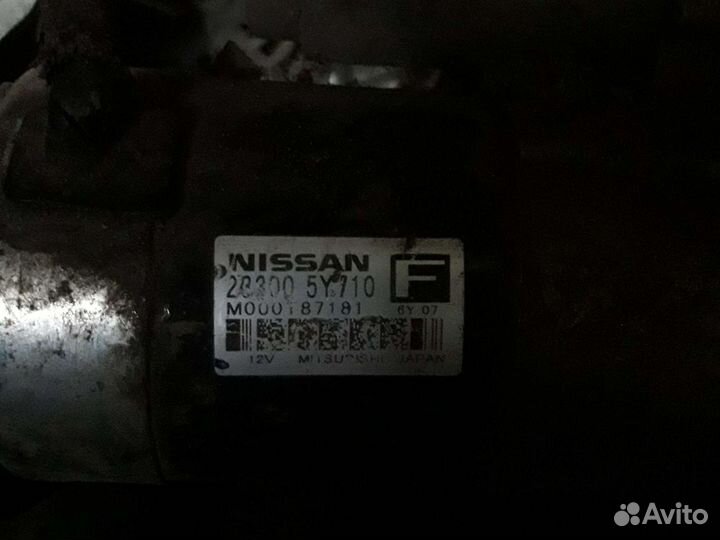 NISSAN
23300 5Y710
F
M000T87181
6Y 07
12V MITSUBISHI JAPAN
Avito